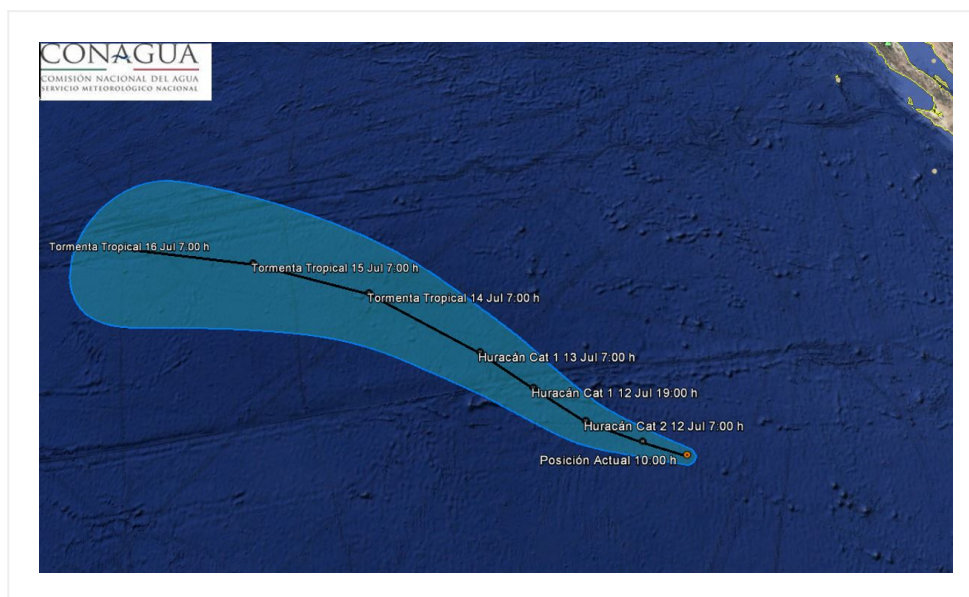 CONAGUA
COMISIÓN NACIONAL DEL AGUA
SERVICIO METEOROLÓGICO NACIONAL
Tormenta Tropical 16 Jul 7:00 h
Tormenta Tropical 15 Jul 7:00 h
Tormenta Tropical 14 Jul 7:00 h
Huracán Cat 1 13 Jul 7:00 h
Huracán Cat 1 12 Jul 19:00 h
Huracán Cat 2 12 Jul 7:00 h
Posición Actual 10:00 h